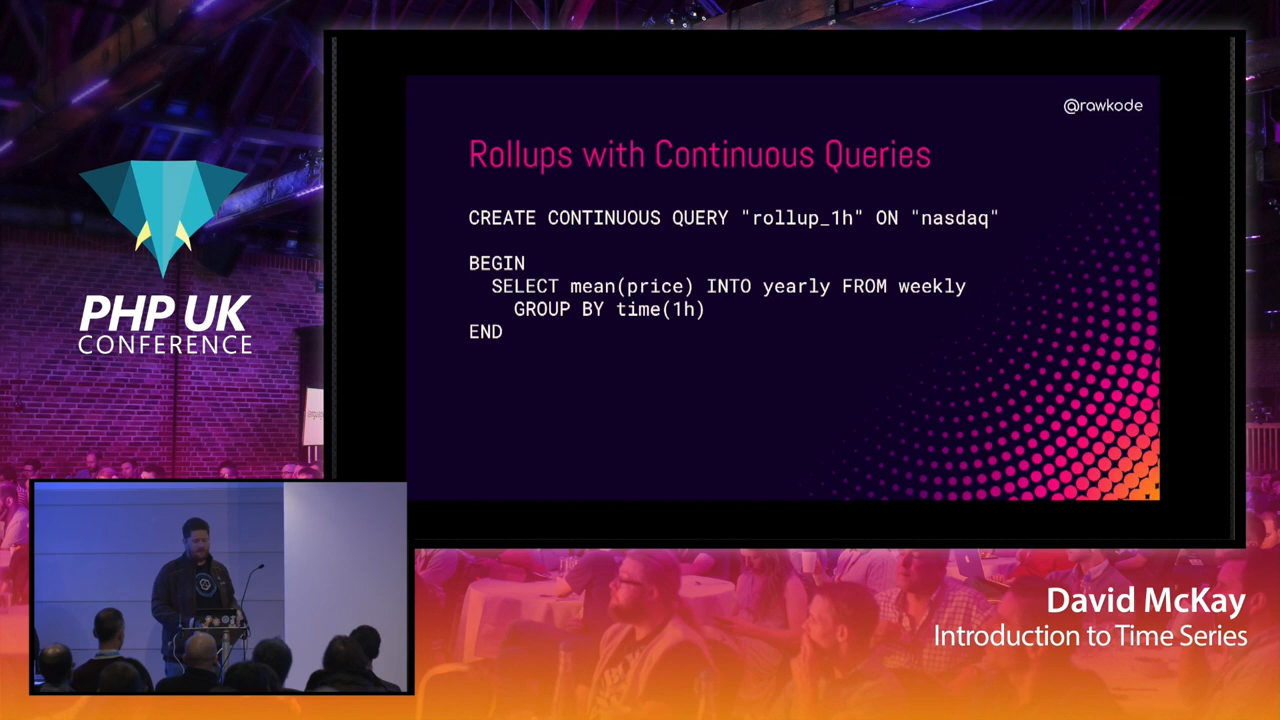 @rawkode
Rollups with Continuous Queries
CREATE CONTINUOUS QUERY "rollup_1h" ON "nasdaq"
BEGIN
SELECT mean(price) INTO yearly FROM weekly
GROUP BY time(1h)
END
PHP UK
CONFERENCE
David McKay
Introduction to Time Series